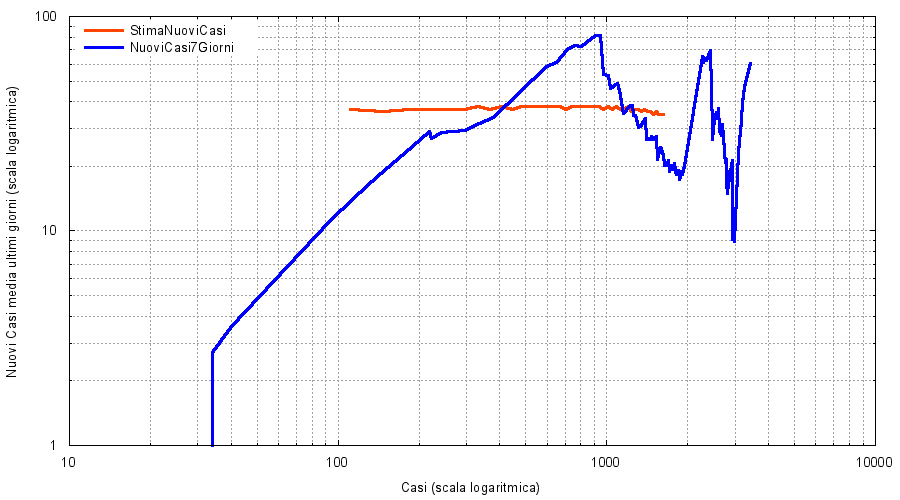 StimaNuoviCasi
NuoviCasi7Giorni
100
10
1
Nuovi Casi media ultimi giorni (scala logaritmica)
10 100 1000 10000
Casi (scala logaritmica)